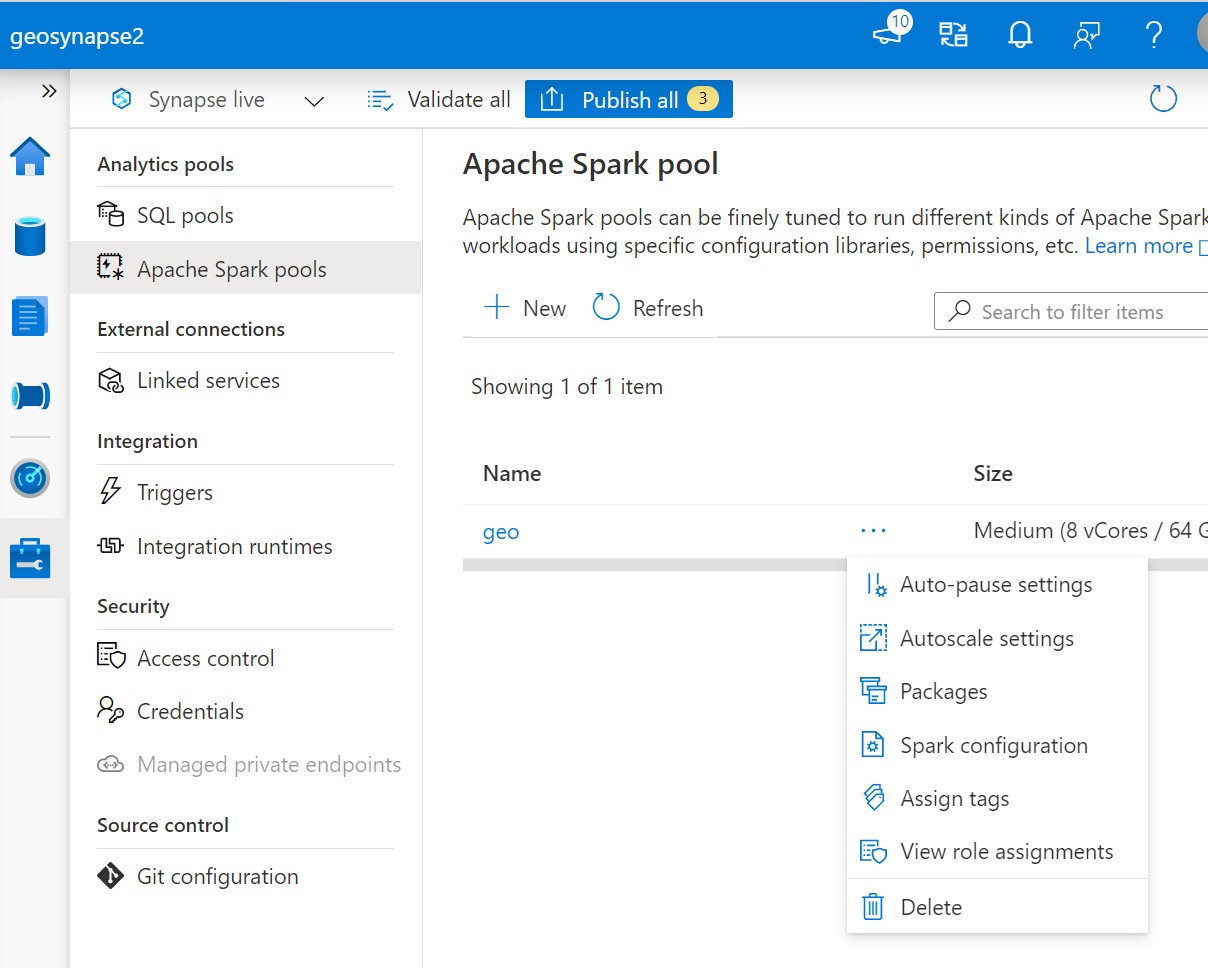 geosynapse2
10
Synapse live
Validate all
Publish all 3
Analytics pools
SQL pools
Apache Spark pools
External connections
Linked services
Integration
Triggers
Integration runtimes
Security
Access control
Credentials
Managed private endpoints
Source control
Git configuration
Apache Spark pool
Apache Spark pools can be finely tuned to run different kinds of Apache Spark
workloads using specific configuration libraries, permissions, etc. Learn more
New
Refresh
Search to filter items
Showing 1 of 1 item
Name Size
geo ... Medium (8 vCores / 64 G
Auto-pause settings
Autoscale settings
Packages
Spark configuration
Assign tags
View role assignments
Delete